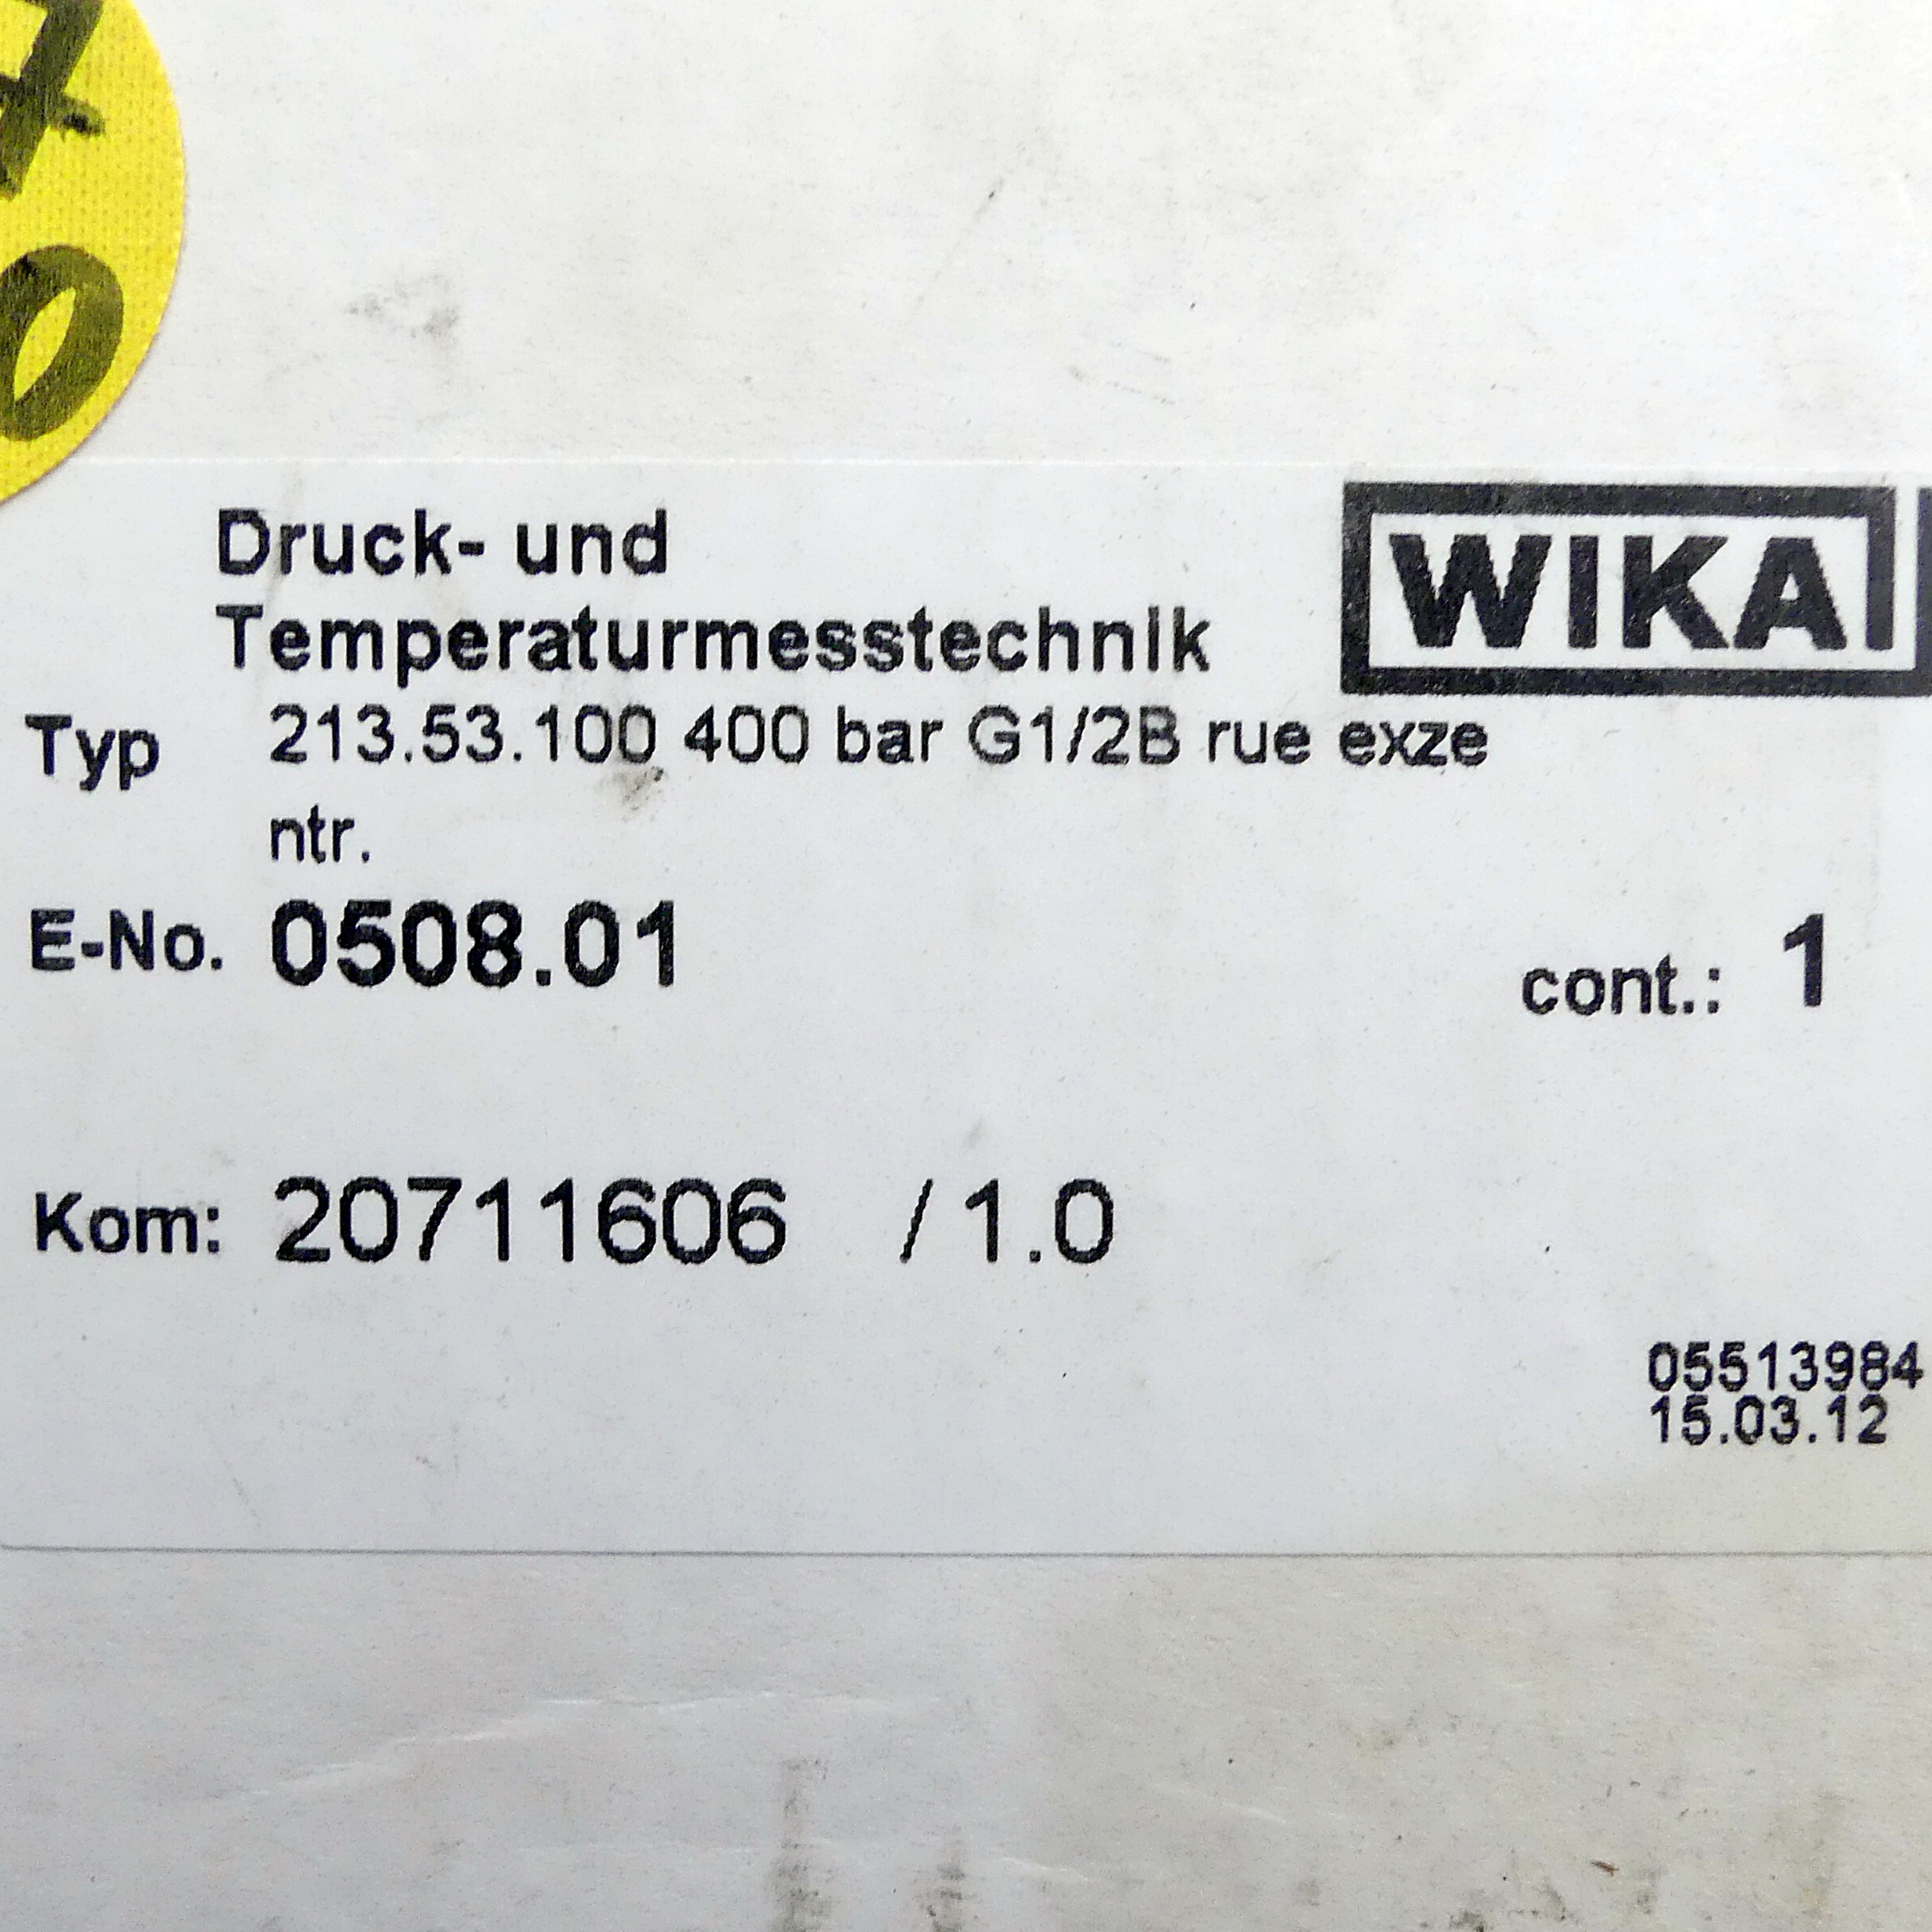 70
Druck- und
Temperaturmesstechnik
WIKA
Typ 213.53.100 400 bar G1/2B rue exze
ntr.
E-No. 0508.01 cont.: 1
Kom: 20711606 / 1.0
05513984
15.03.12